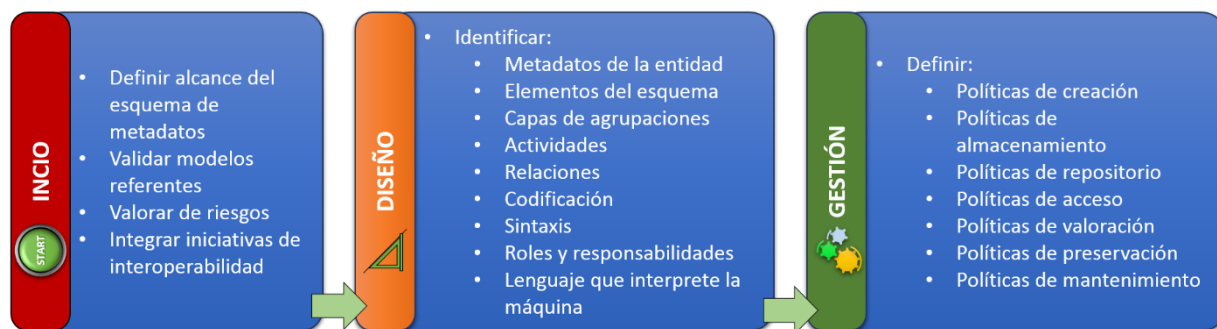 INCIO
START
• Definir alcance del
esquema de
metadatos
• Validar modelos
referentes
• Valorar de riesgos
• Integrar iniciativas de
interoperabilidad
DISEÑO
• Identificar:
• Metadatos de la entidad
• Elementos del esquema
• Capas de agrupaciones
• Actividades
• Relaciones
• Codificación
• Sintaxis
• Roles y responsabilidades
• Lenguaje que interprete la
máquina
GESTIÓN
• Definir:
• Políticas de creación
• Políticas de
almacenamiento
• Políticas de repositorio
• Políticas de acceso
• Políticas de valoración
• Políticas de preservación
• Políticas de mantenimiento